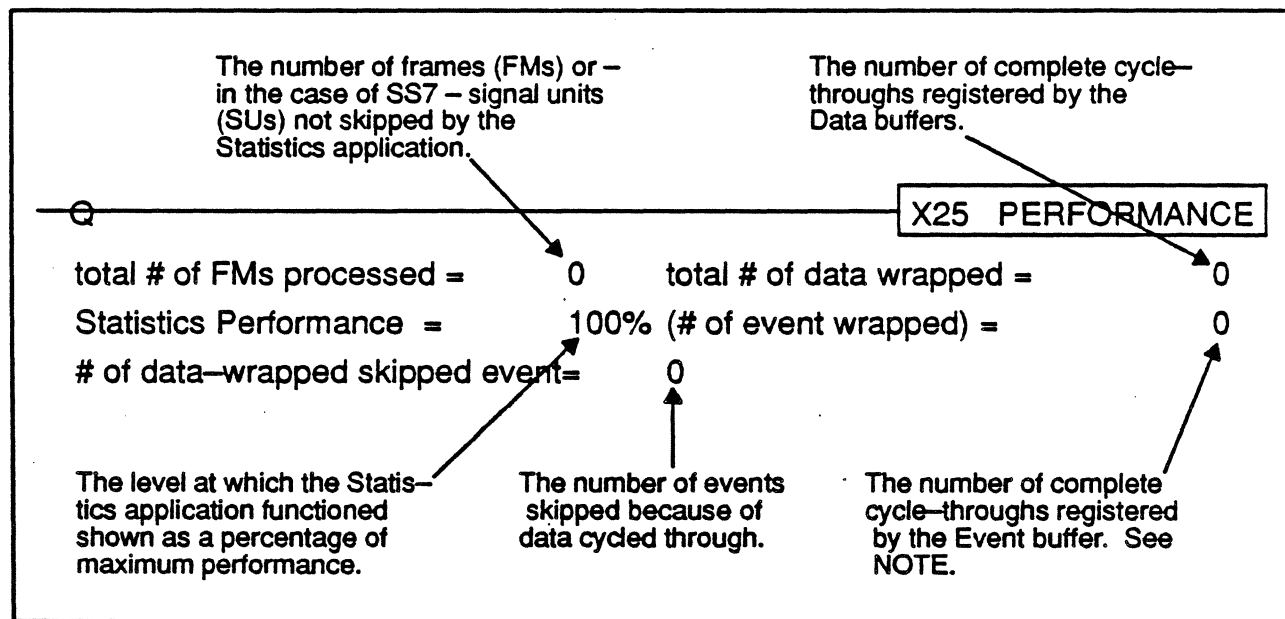 The number of frames (FMs) or –
in the case of SS7 – signal units
(SUs) not skipped by the
Statistics application.
The number of complete cycle–
throughs registered by the
Data buffers.
Q
X25 PERFORMANCE
total # of FMs processed = 0 total # of data wrapped = 0
Statistics Performance = 100% (# of event wrapped) = 0
# of data–wrapped skipped event= 0
The level at which the Statis–
tics application functioned
shown as a percentage of
maximum performance.
The number of events
skipped because of
data cycled through.
The number of complete
cycle–throughs registered
by the Event buffer. See
NOTE.